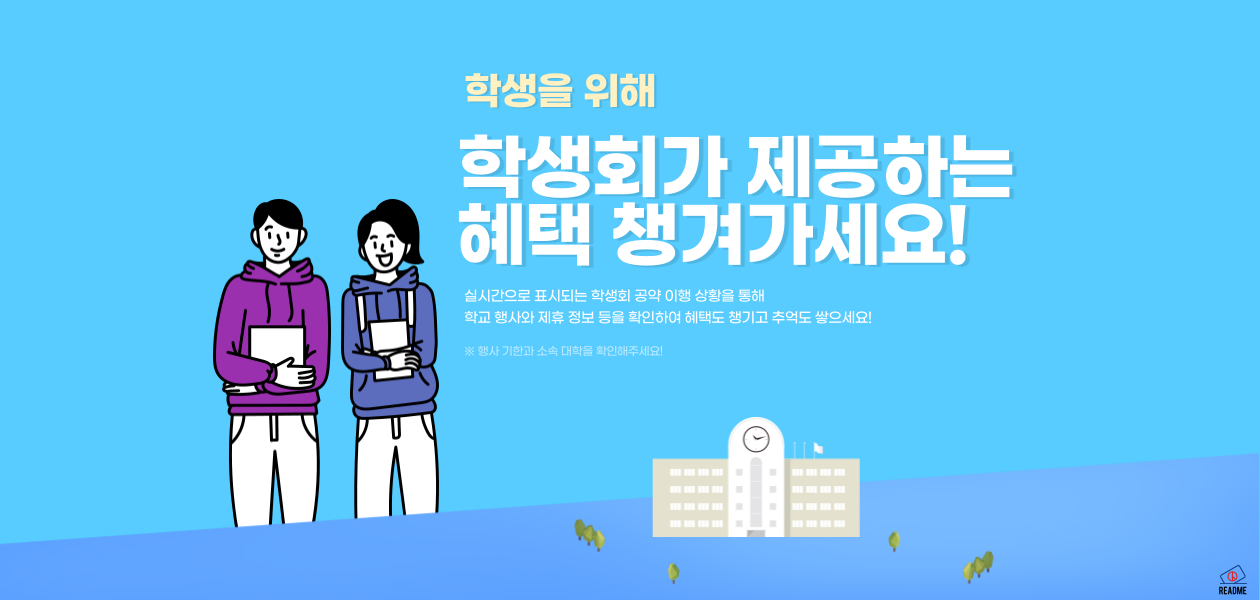 학생을 위해
학생회가 제공하는
혜택 챙겨가세요!
실시간으로 표시되는 학생회 공약 이행 상황을 통해
학교 행사와 제휴 정보 등을 확인하여 혜택도 챙기고 추억도 쌓으세요!
※ 행사 기한과 소속 대학을 확인해주세요!
README